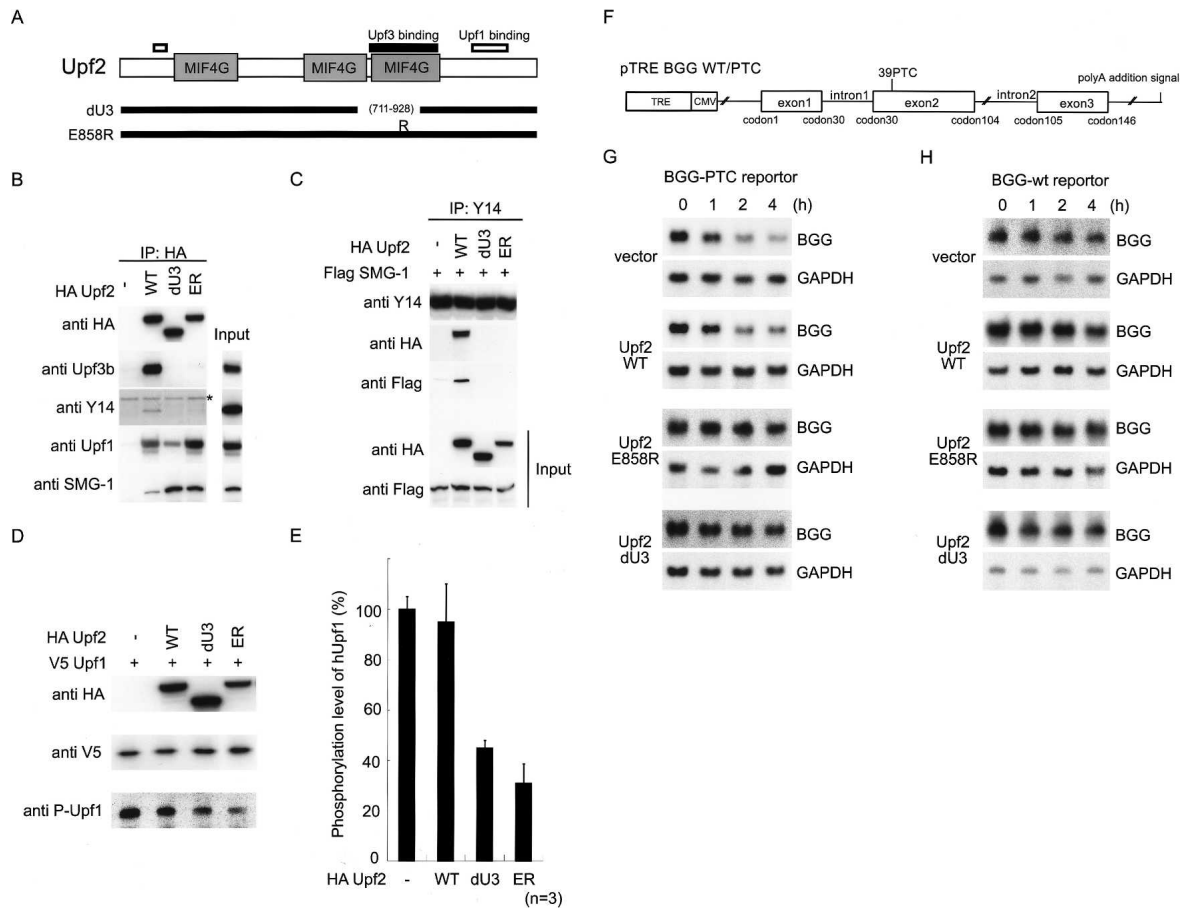 A
Upf3 binding
Upf1 binding
Upf2
MIF4G
MIF4G
MIF4G
dU3
(711-928)
R
E858R
B
IP: HA
HA Upf2
-
WT
dU3
ER
anti HA
Input
anti Upf3b
anti Y14
*
anti Upf1
anti SMG-1
C
IP: Y14
HA Upf2
-
WT
dU3
ER
Flag SMG-1
+ + + +
anti Y14
anti HA
anti Flag
anti HA
Input
anti Flag
D
HA Upf2
-
WT
dU3
ER
V5 Upf1
+ + + +
anti HA
anti V5
anti P-Upf1
E
Phosphorylation level of hUpf1 (%)
100
80
60
40
20
0
HA Upf2
- WT dU3 ER
(n=3)
F
pTRE BGG WT/PTC
39PTC
polyA addition signal
TRE
CMV
exon1
intron1
exon2
intron2
exon3
codon1
codon30
codon30
codon104
codon105
codon146
G
BGG-PTC reportor
0 1 2 4 (h)
vector
BGG
GAPDH
Upf2
WT
BGG
GAPDH
Upf2
E858R
BGG
GAPDH
Upf2
dU3
BGG
GAPDH
H
BGG-wt reportor
0 1 2 4 (h)
vector
BGG
GAPDH
Upf2
WT
BGG
GAPDH
Upf2
E858R
BGG
GAPDH
Upf2
dU3
BGG
GAPDH